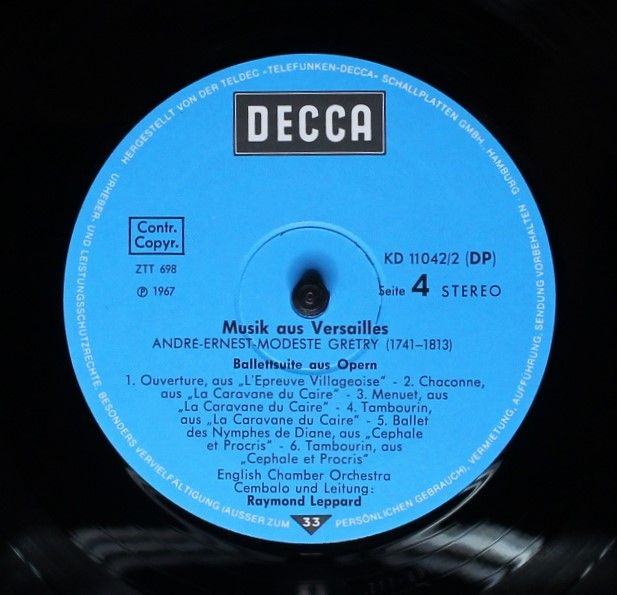 DECCA
Contr.
Copyr.
ZTT 698
℗ 1967
KD 11042/2 (DP)
Seite 4 STEREO
Musik aus Versailles
ANDRÉ-ERNEST-MODESTE GRÉTRY (1741–1813)
Ballettsuite aus Opern
1. Ouverture, aus „L'Epreuve Villageoise" - 2. Chaconne,
aus „La Caravane du Caire" - 3. Menuet, aus
„La Caravane du Caire" - 4. Tambourin,
aus „La Caravane du Caire" - 5. Ballet
des Nymphes de Diane, aus „Cephale
et Procris" - 6. Tambourin, aus
„Cephale et Procris"
English Chamber Orchestra
Cembalo und Leitung:
Raymond Leppard
33
HERGESTELLT VON DER TELDEC »TELEFUNKEN-DECCA« SCHALLPLATTEN GMBH., HAMBURG
URHEBER- UND LEISTUNGSSCHUTZRECHTE, BESONDERS VERVIELFÄLTIGUNG (AUSSER ZUM PERSÖNLICHEN GEBRAUCH), VERMIETUNG, AUFFÜHRUNG, SENDUNG VORBEHALTEN